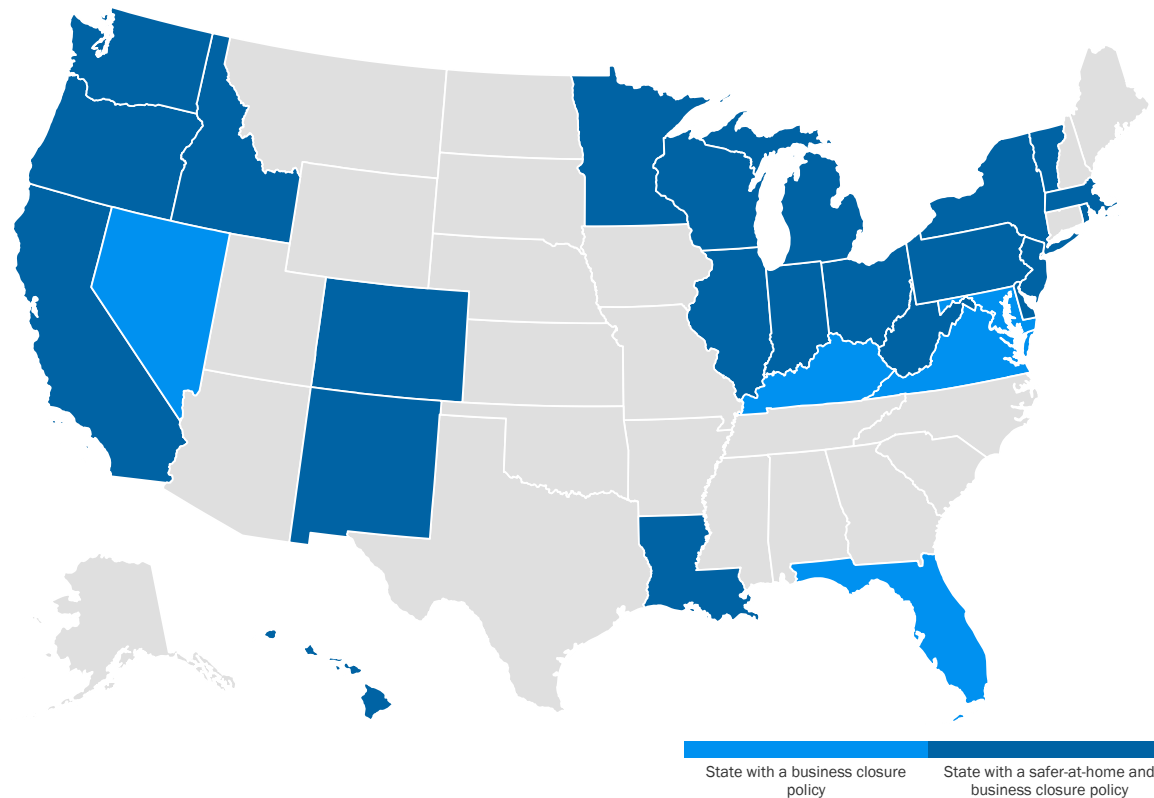 State with a business closure
policy
State with a safer-at-home and
business closure policy